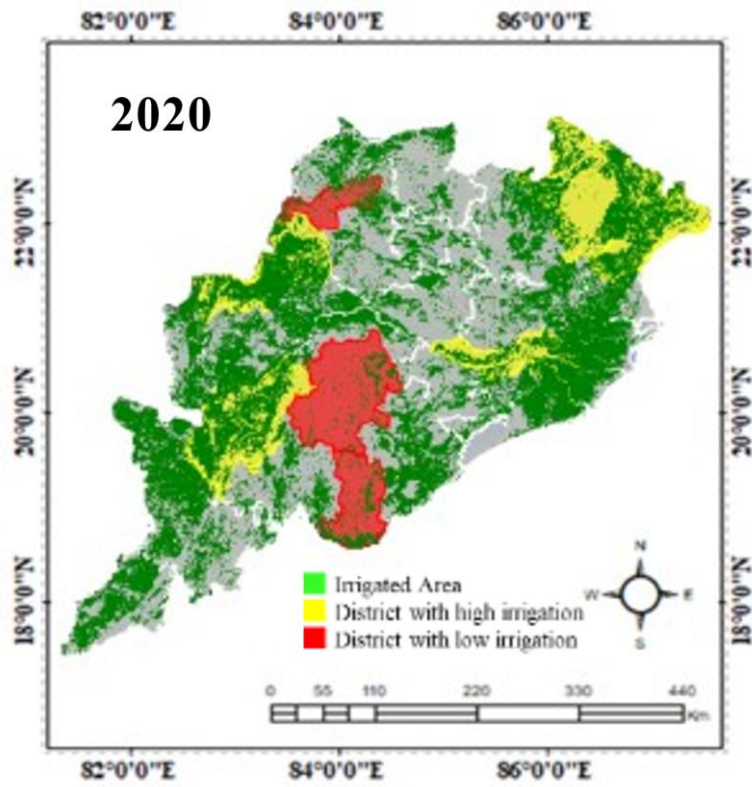 82°0'0"E 84°0'0"E 86°0'0"E
2020
22°0'0"N 22°0'0"N
20°0'0"N 20°0'0"N
18°0'0"N 18°0'0"N
N
W E
S
Irrigated Area
District with high irrigation
District with low irrigation
0 55 110 220 330 440
Km
82°0'0"E 84°0'0"E 86°0'0"E